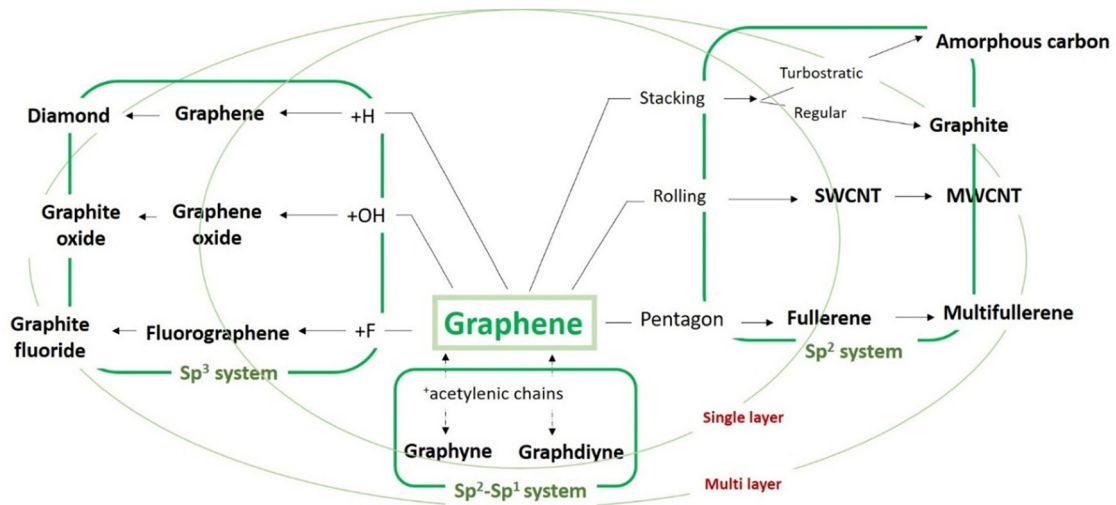 Diamond
Graphene
+H
Graphite
oxide
Graphene
oxide
+OH
Graphite
fluoride
Fluorographene
+F
Sp³ system
Graphene
Stacking
Turbostratic
Regular
Amorphous carbon
Graphite
Rolling
SWCNT
MWCNT
Pentagon
Fullerene
Multifullerene
Sp² system
+acetylenic chains
Graphyne
Graphdiyne
Sp²-Sp¹ system
Single layer
Multi layer